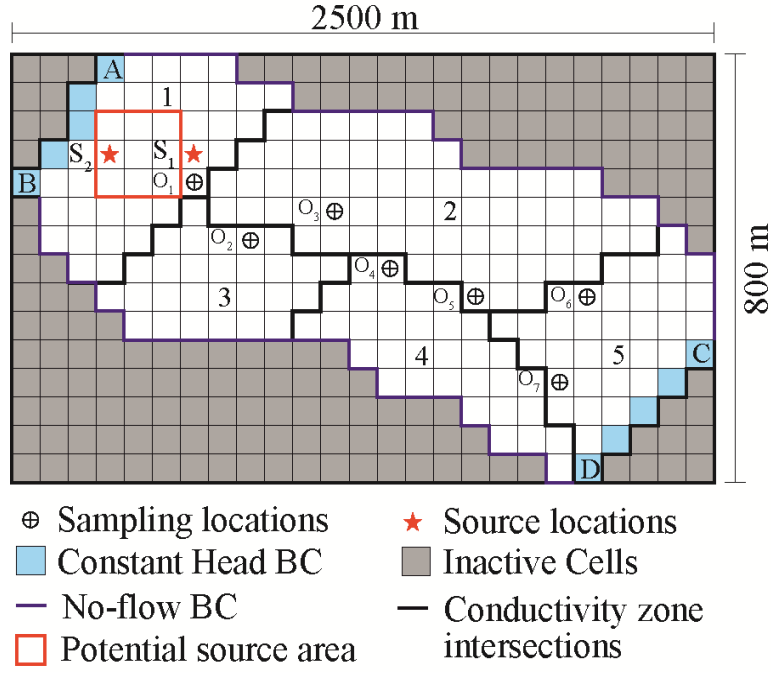 2500 m
A
1
S2
S1
B
O1
O3
2
O2
O4
800 m
3
O5
O6
4
5
C
O7
D
Sampling locations
Source locations
Constant Head BC
Inactive Cells
No-flow BC
Conductivity zone
intersections
Potential source area